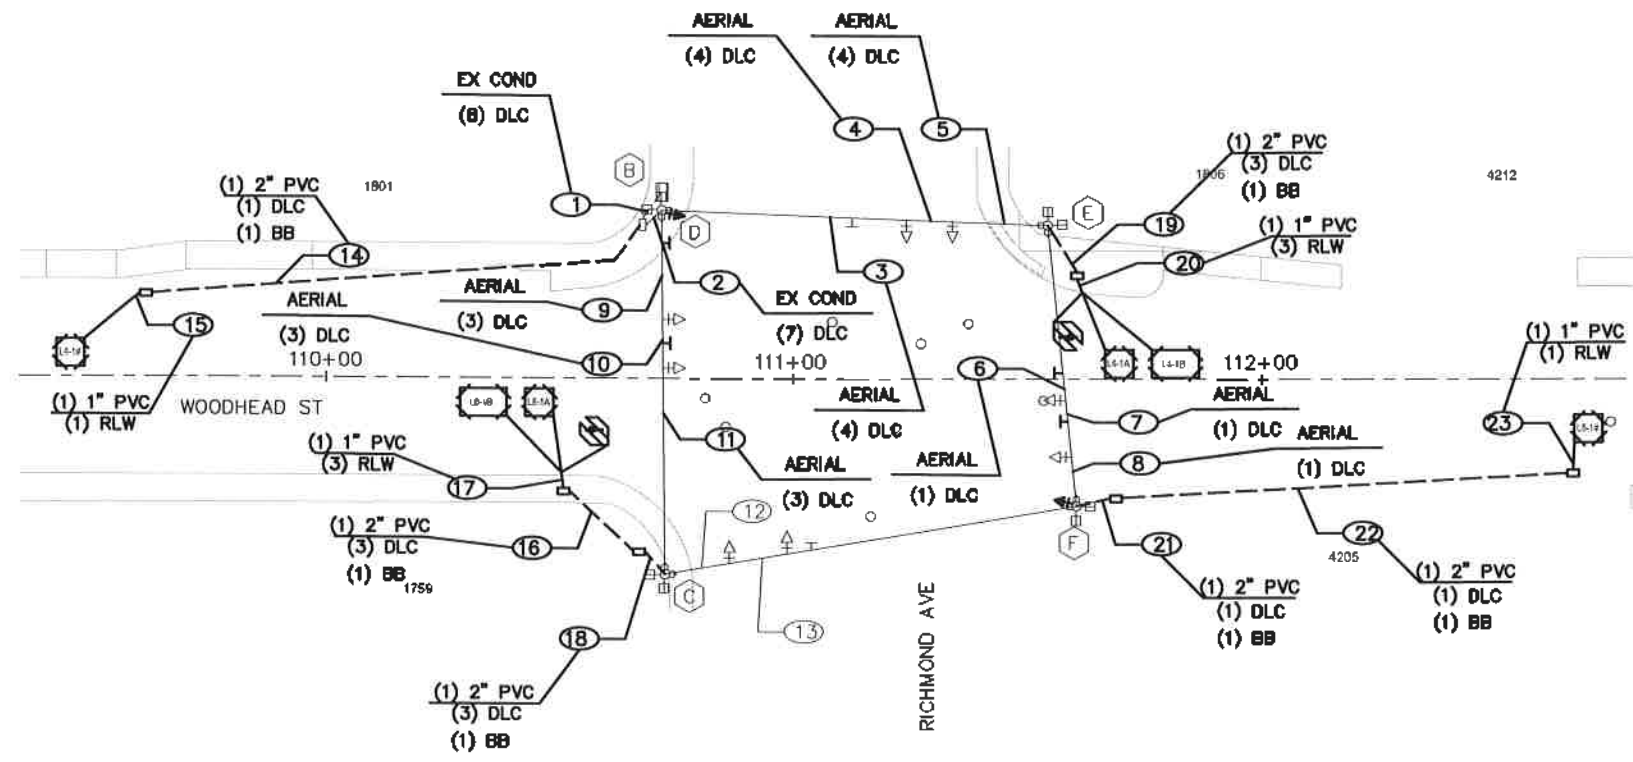 AERIAL
(4) DLC
AERIAL
(4) DLC
EX COND
(8) DLC
4
5
(1) 2" PVC
(3) DLC
(1) BB
1806
4212
(1) 2" PVC
(1) DLC
(1) BB
1801
B
1
D
E
19
(1) 1" PVC
(3) RLW
14
20
2
3
AERIAL
(3) DLC
9
EX COND
(7) DLC
AERIAL
(3) DLC
10
15
110+00
111+00
112+00
6
(1) 1" PVC
(1) RLW
(1) 1" PVC
(1) RLW
WOODHEAD ST
AERIAL
(4) DLC
7
AERIAL
(1) DLC
23
11
(1) 1" PVC
(3) RLW
AERIAL
(3) DLC
AERIAL
(1) DLC
8
AERIAL
(1) DLC
17
12
(1) 2" PVC
(3) DLC
(1) BB
16
1759
C
F
21
22
4205
18
13
RICHMOND AVE
(1) 2" PVC
(1) DLC
(1) BB
(1) 2" PVC
(1) DLC
(1) BB
(1) 2" PVC
(3) DLC
(1) BB